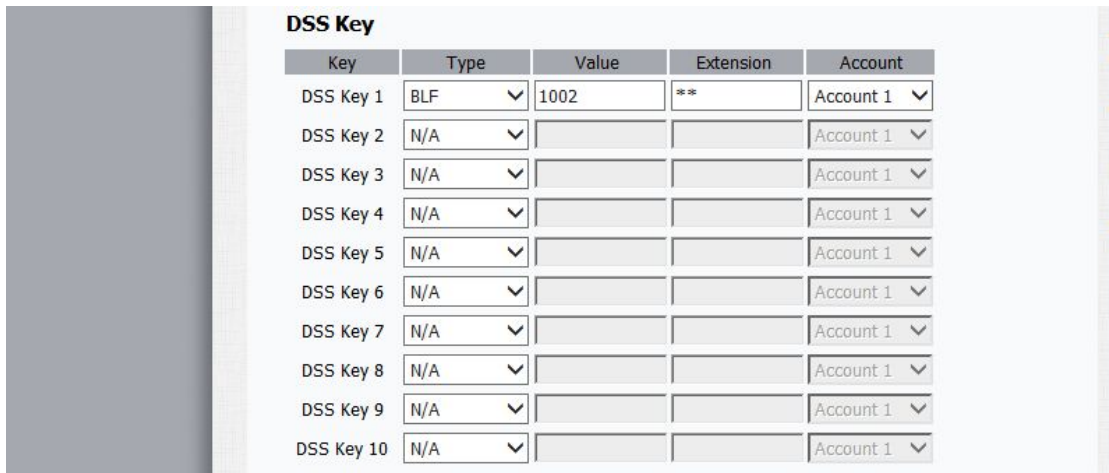 DSS Key
Key Type Value Extension Account
DSS Key 1 BLF 1002 ** Account 1
DSS Key 2 N/A Account 1
DSS Key 3 N/A Account 1
DSS Key 4 N/A Account 1
DSS Key 5 N/A Account 1
DSS Key 6 N/A Account 1
DSS Key 7 N/A Account 1
DSS Key 8 N/A Account 1
DSS Key 9 N/A Account 1
DSS Key 10 N/A Account 1